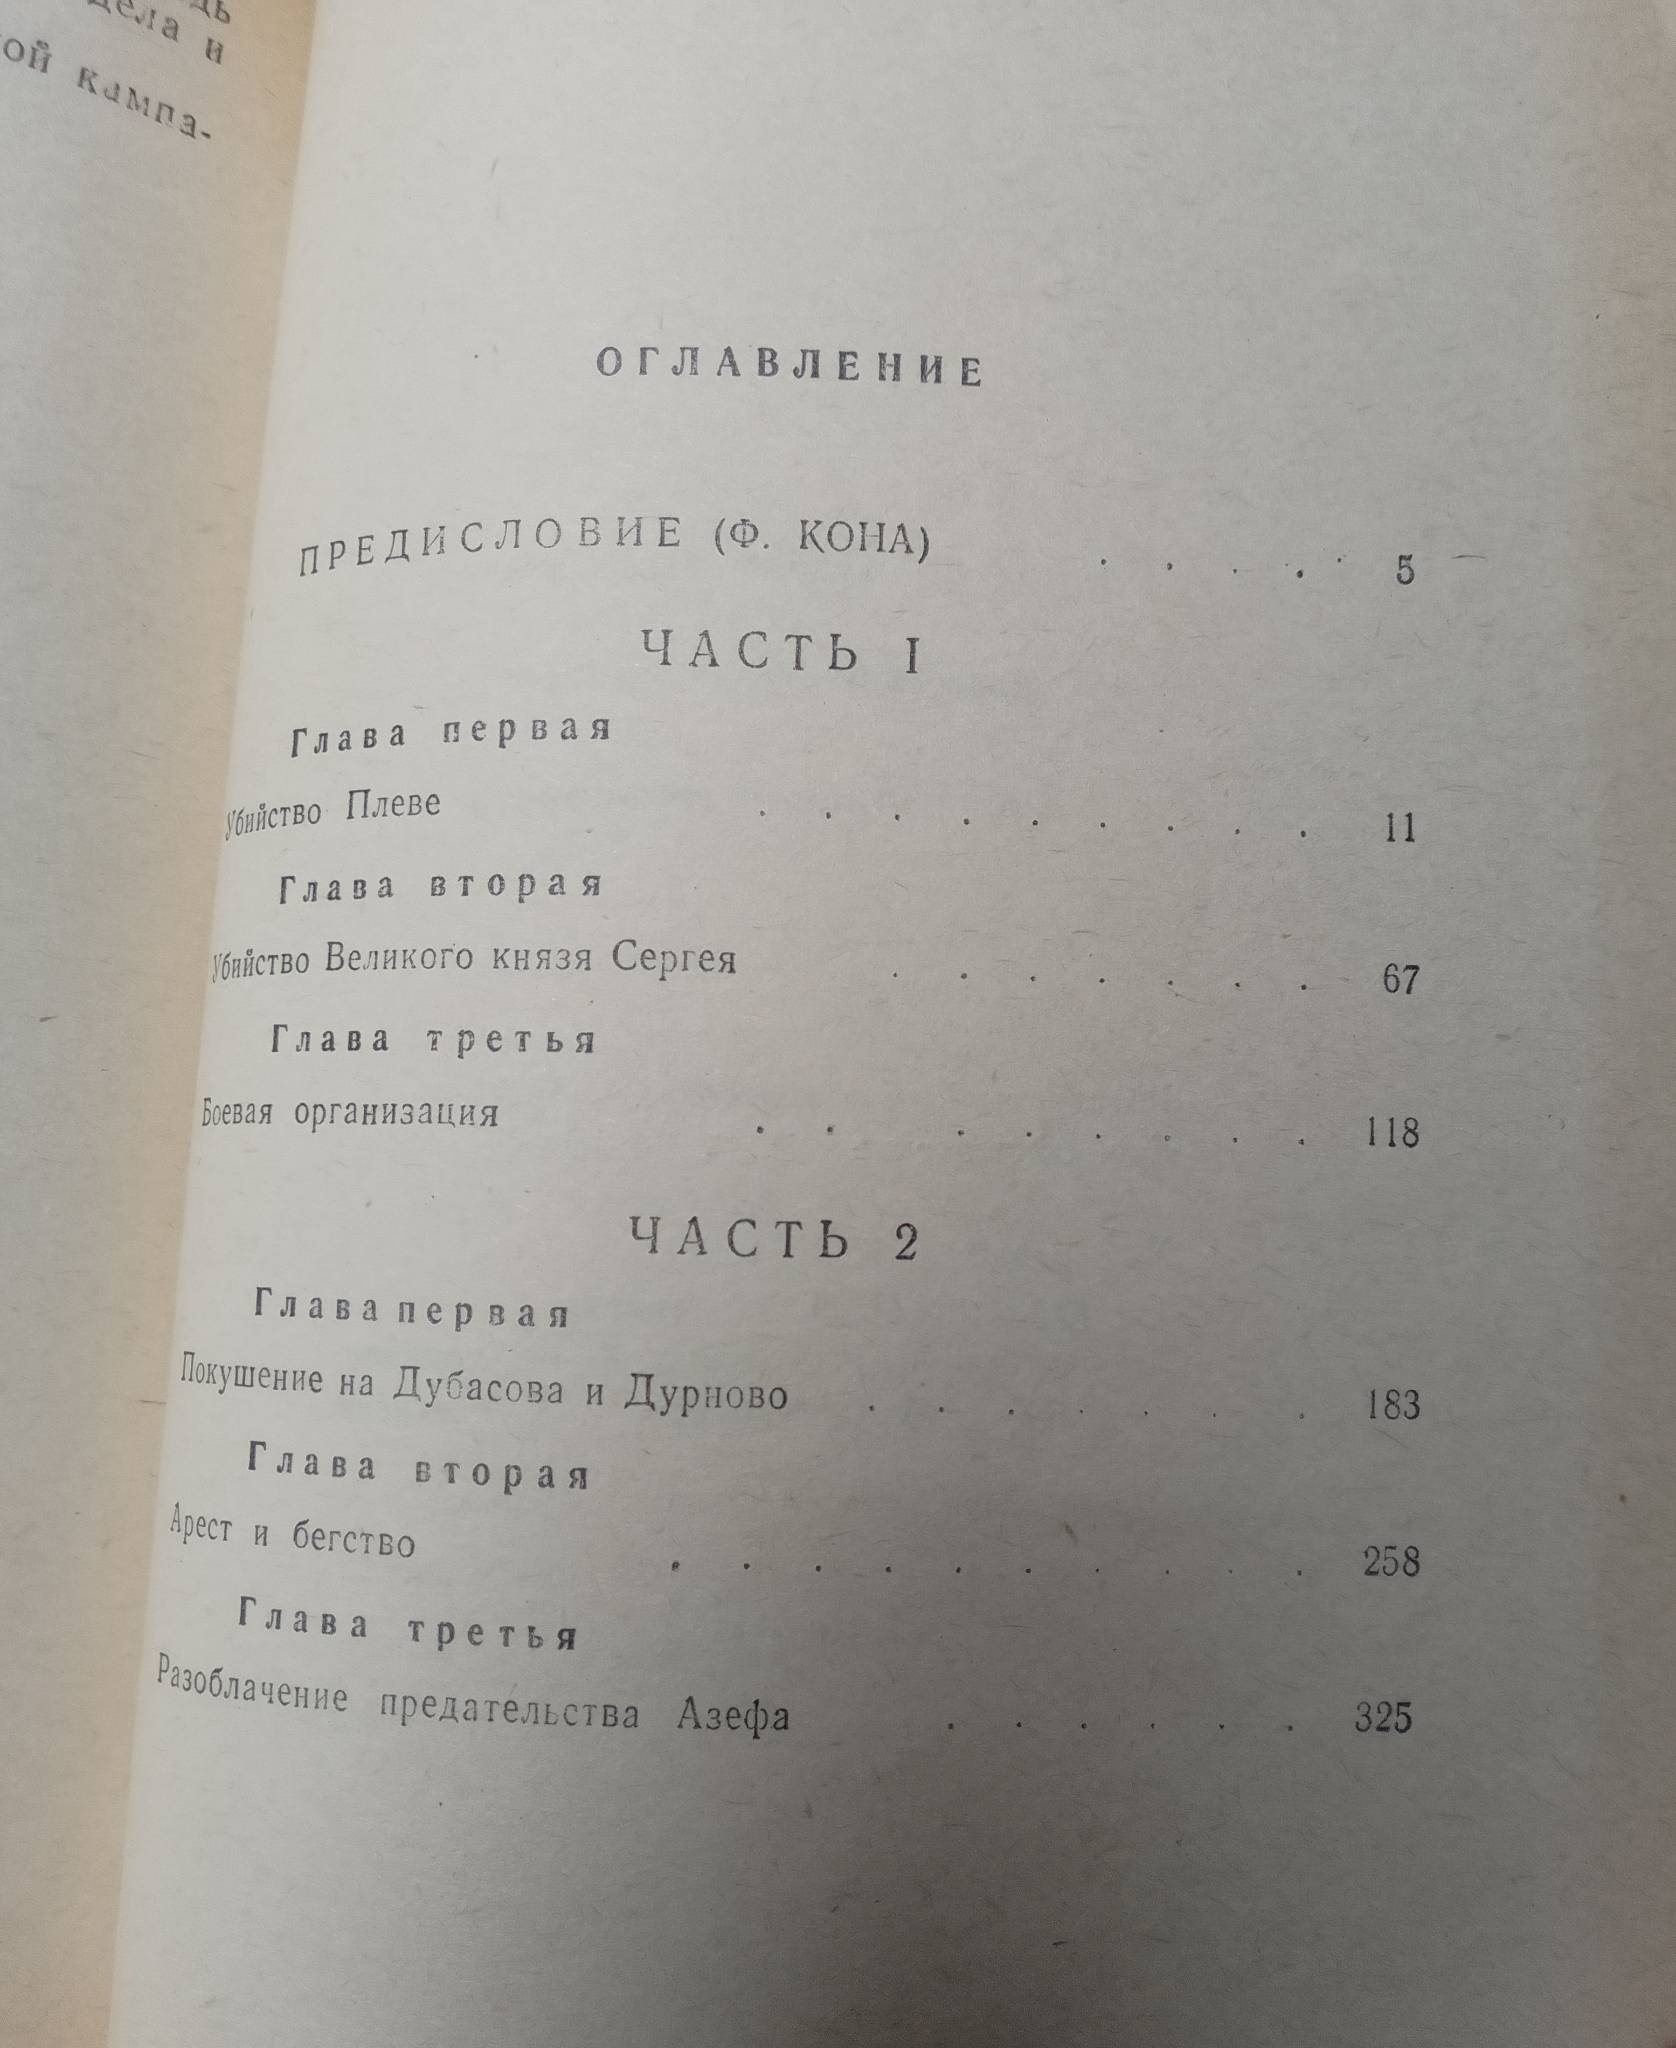 дела и
кой кампа-
ОГЛАВЛЕНИЕ
ПРЕДИСЛОВИЕ (Ф. КОНА) . . . . . 5
ЧАСТЬ I
Глава первая
Убийство Плеве . . . . . . . . . 11
Глава вторая
Убийство Великого князя Сергея . . . . . . . 67
Глава третья
Боевая организация . . . . . . . . 118
ЧАСТЬ 2
Глава первая
Покушение на Дубасова и Дурново . . . . . . . 183
Глава вторая
Арест и бегство . . . . . . . . . . 258
Глава третья
Разоблачение предательства Азефа . . . . . . 325